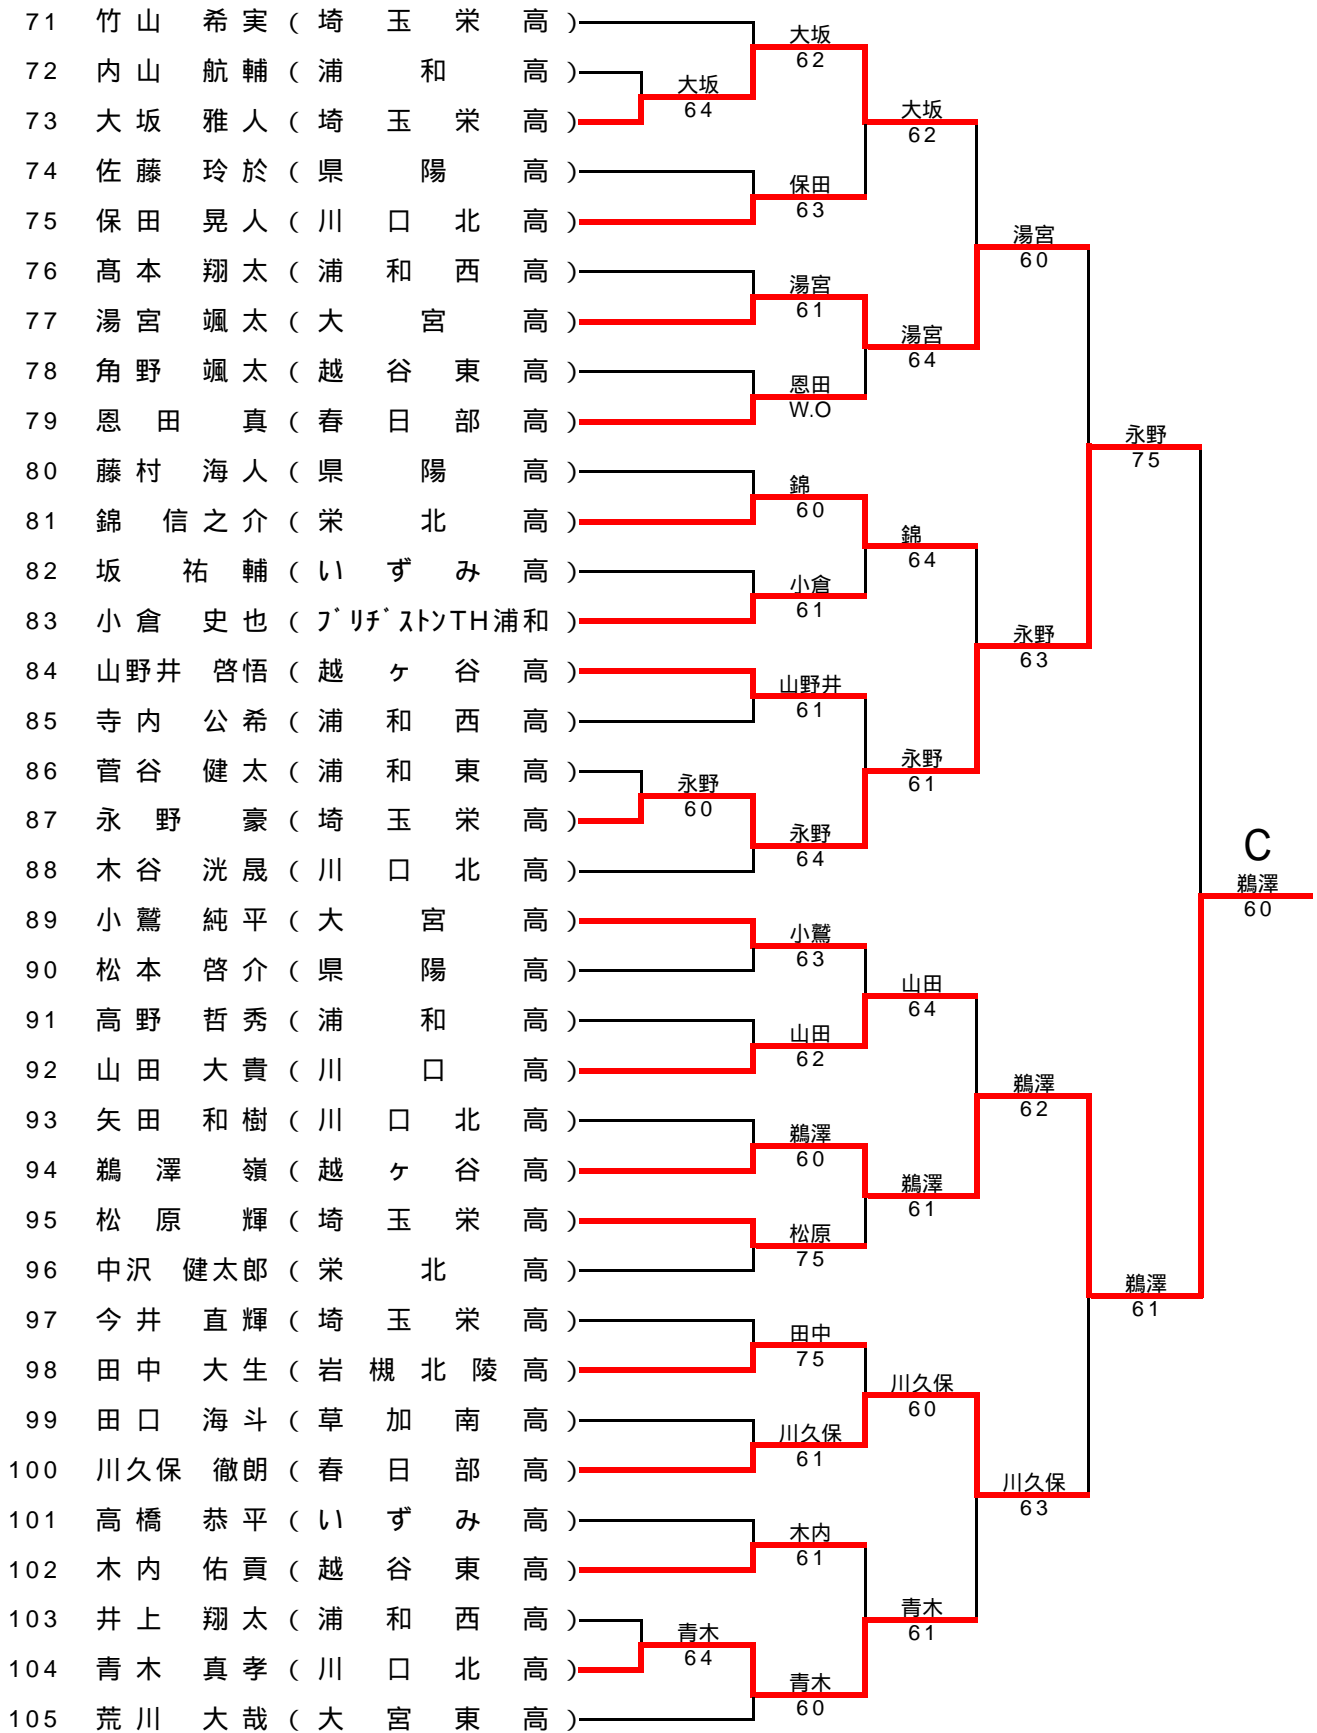 71 竹山 希実 ( 埼玉栄高 )
大坂
62
72 内山 航輔 ( 浦和高 )
大坂
64
73 大坂 雅人 ( 埼玉栄高 )
大坂
62
74 佐藤 玲於 ( 県陽高 )
保田
63
75 保田 晃人 ( 川口北高 )
湯宮
60
76 髙本 翔太 ( 浦和西高 )
湯宮
61
77 湯宮 颯太 ( 大宮高 )
湯宮
64
78 角野 颯太 ( 越谷東高 )
恩田
W.O
79 恩田 真 ( 春日部高 )
永野
75
80 藤村 海人 ( 県陽高 )
錦
60
81 錦 信之介 ( 栄北高 )
錦
64
82 坂 祐輔 ( いずみ高 )
小倉
61
83 小倉 史也 ( ブリヂストンTH浦和 )
永野
63
84 山野井 啓悟 ( 越ヶ谷高 )
山野井
61
85 寺内 公希 ( 浦和西高 )
永野
61
86 菅谷 健太 ( 浦和東高 )
永野
60
87 永野 豪 ( 埼玉栄高 )
永野
64
88 木谷 洸晟 ( 川口北高 )
C
鵜澤
60
89 小鷲 純平 ( 大宮高 )
小鷲
63
90 松本 啓介 ( 県陽高 )
山田
64
91 高野 哲秀 ( 浦和高 )
山田
62
92 山田 大貴 ( 川口高 )
鵜澤
62
93 矢田 和樹 ( 川口北高 )
鵜澤
60
94 鵜澤 嶺 ( 越ヶ谷高 )
鵜澤
61
95 松原 輝 ( 埼玉栄高 )
松原
75
96 中沢 健太郎 ( 栄北高 )
鵜澤
61
97 今井 直輝 ( 埼玉栄高 )
田中
75
98 田中 大生 ( 岩槻北陵高 )
川久保
60
99 田口 海斗 ( 草加南高 )
川久保
61
100 川久保 徹朗 ( 春日部高 )
川久保
63
101 高橋 恭平 ( いずみ高 )
木内
61
102 木内 佑貢 ( 越谷東高 )
青木
61
103 井上 翔太 ( 浦和西高 )
青木
64
104 青木 真孝 ( 川口北高 )
青木
60
105 荒川 大哉 ( 大宮東高 )